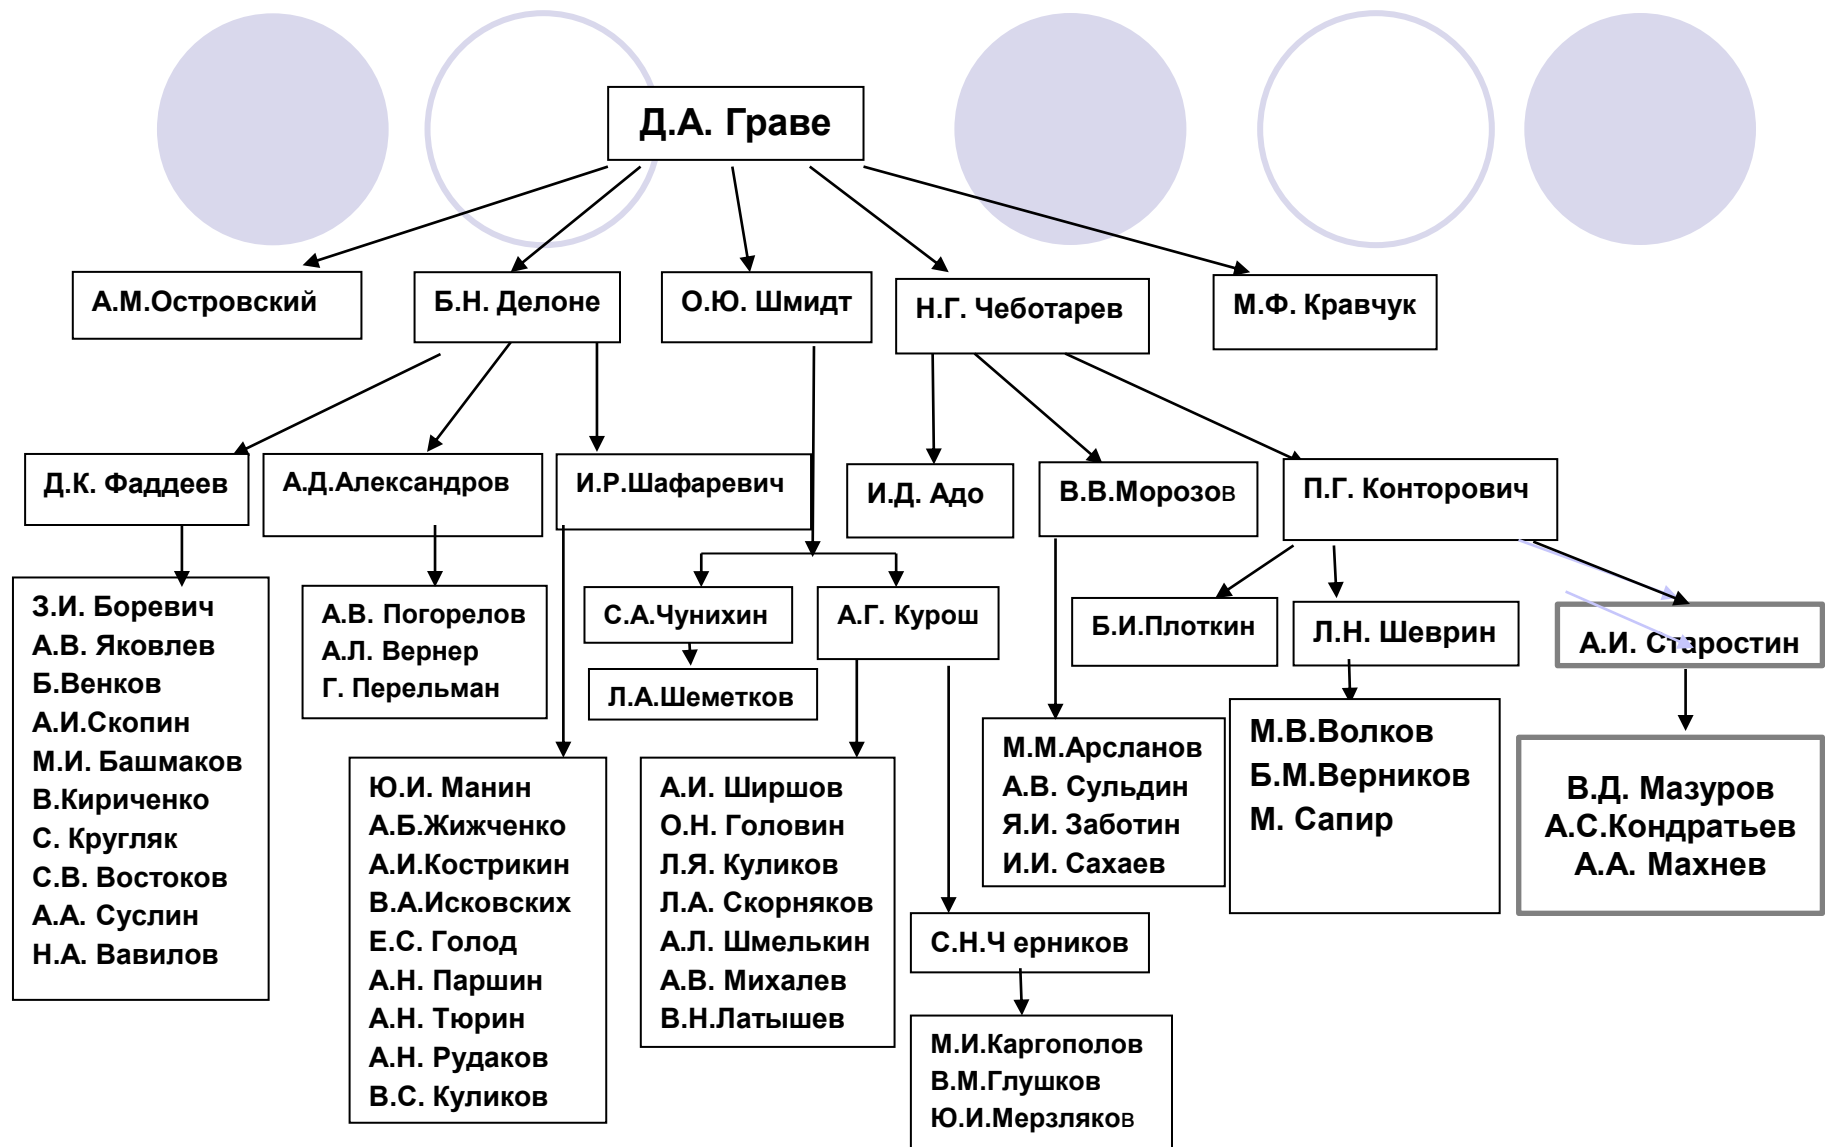 Д.А. Граве
А.М.Островский
Б.Н. Делоне
О.Ю. Шмидт
Н.Г. Чеботарев
М.Ф. Кравчук
Д.К. Фаддеев
А.Д.Александров
И.Р.Шафаревич
И.Д. Адо
В.В.Морозов
П.Г. Конторович
З.И. Боревич
А.В. Яковлев
Б.Венков
А.И.Скопин
М.И. Башмаков
В.Кириченко
С. Кругляк
С.В. Востоков
А.А. Суслин
Н.А. Вавилов
А.В. Погорелов
А.Л. Вернер
Г. Перельман
С.А.Чунихин
А.Г. Курош
Б.И.Плоткин
Л.Н. Шеврин
А.И. Старостин
Л.А.Шеметков
Ю.И. Манин
А.Б.Жижченко
А.И.Кострикин
В.А.Исковских
Е.С. Голод
А.Н. Паршин
А.Н. Тюрин
А.Н. Рудаков
В.С. Куликов
А.И. Ширшов
О.Н. Головин
Л.Я. Куликов
Л.А. Скорняков
А.Л. Шмелькин
А.В. Михалев
В.Н.Латышев
М.М.Арсланов
А.В. Сульдин
Я.И. Заботин
И.И. Сахаев
М.В.Волков
Б.М.Верников
М. Сапир
В.Д. Мазуров
А.С.Кондратьев
А.А. Махнев
С.Н.Ч ерников
М.И.Каргополов
В.М.Глушков
Ю.И.Мерзляков